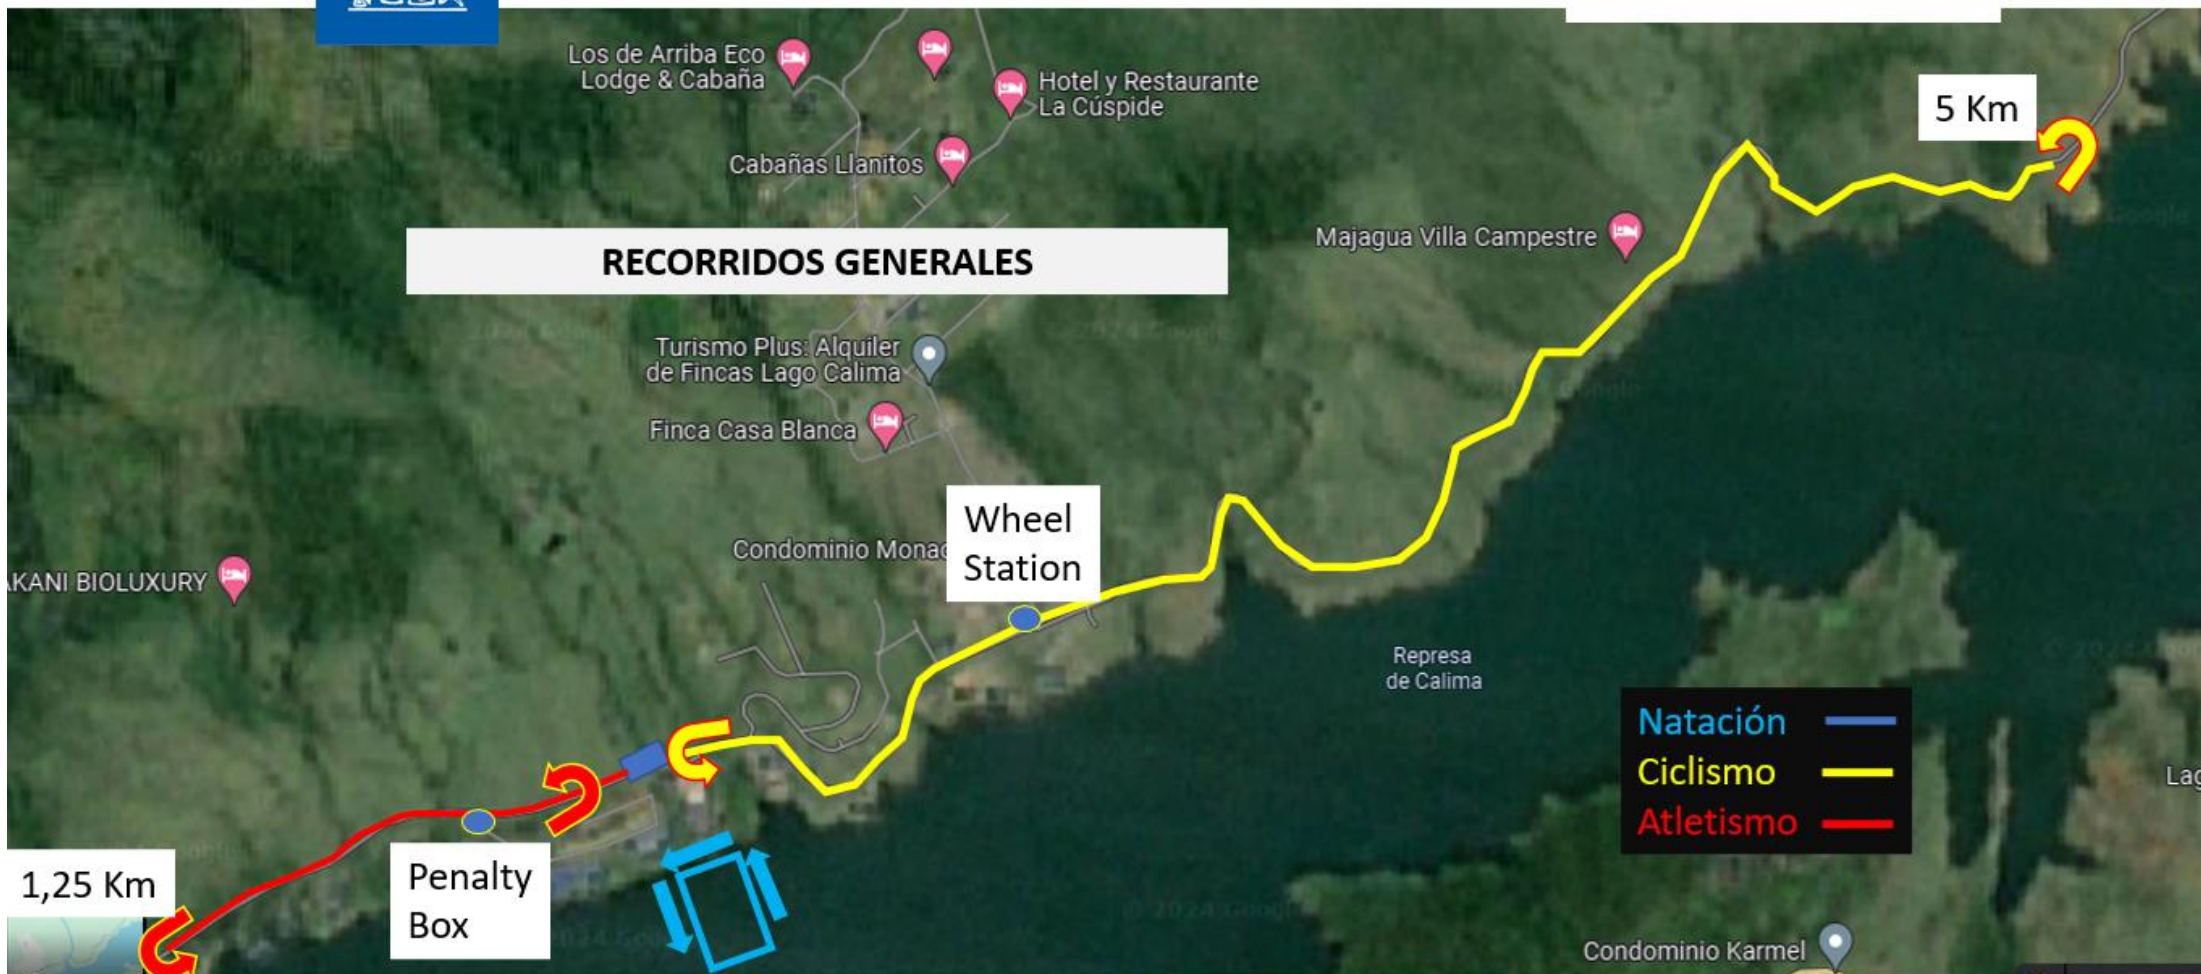 Los de Arriba Eco
Lodge & Cabaña
Hotel y Restaurante
La Cúspide
5 Km
Cabañas Llanitos
Majagua Villa Campestre
RECORRIDOS GENERALES
Turismo Plus: Alquiler
de Fincas Lago Calima
Finca Casa Blanca
Wheel
Station
Condominio Monac
AKANI BIOLUXURY
Represa
de Calima
Natación
Ciclismo
Atletismo
Lag
1,25 Km
Penalty
Box
Condominio Karmel